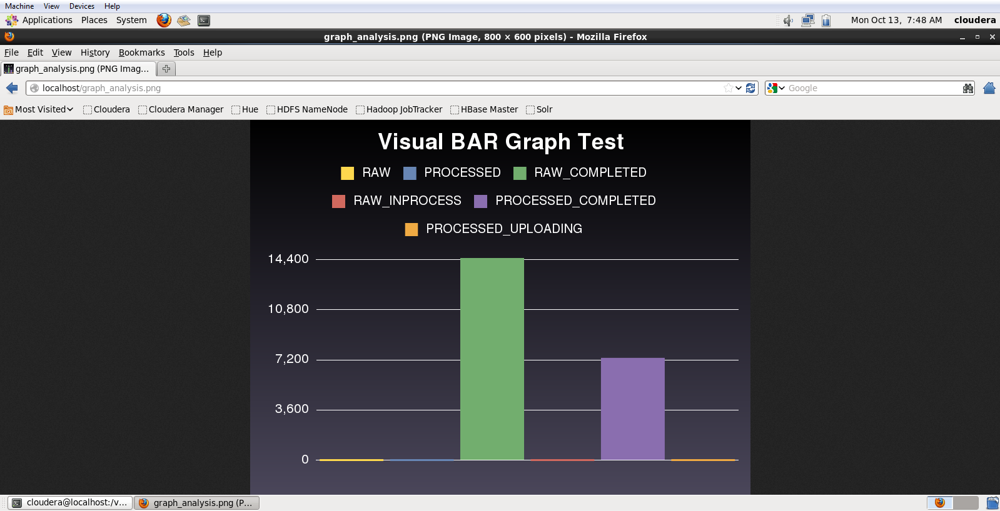 Machine View Devices Help
Applications Places System Mon Oct 13, 7:48 AM cloudera
graph_analysis.png (PNG Image, 800 × 600 pixels) - Mozilla Firefox
File Edit View History Bookmarks Tools Help
graph_analysis.png (PNG Imag...
localhost/graph_analysis.png Google
Most Visited Cloudera Cloudera Manager Hue HDFS NameNode Hadoop JobTracker HBase Master Solr
Visual BAR Graph Test
RAW PROCESSED RAW_COMPLETED
RAW_INPROCESS PROCESSED_COMPLETED
PROCESSED_UPLOADING
14,400
10,800
7,200
3,600
0
cloudera@localhost:/v... graph_analysis.png (P...